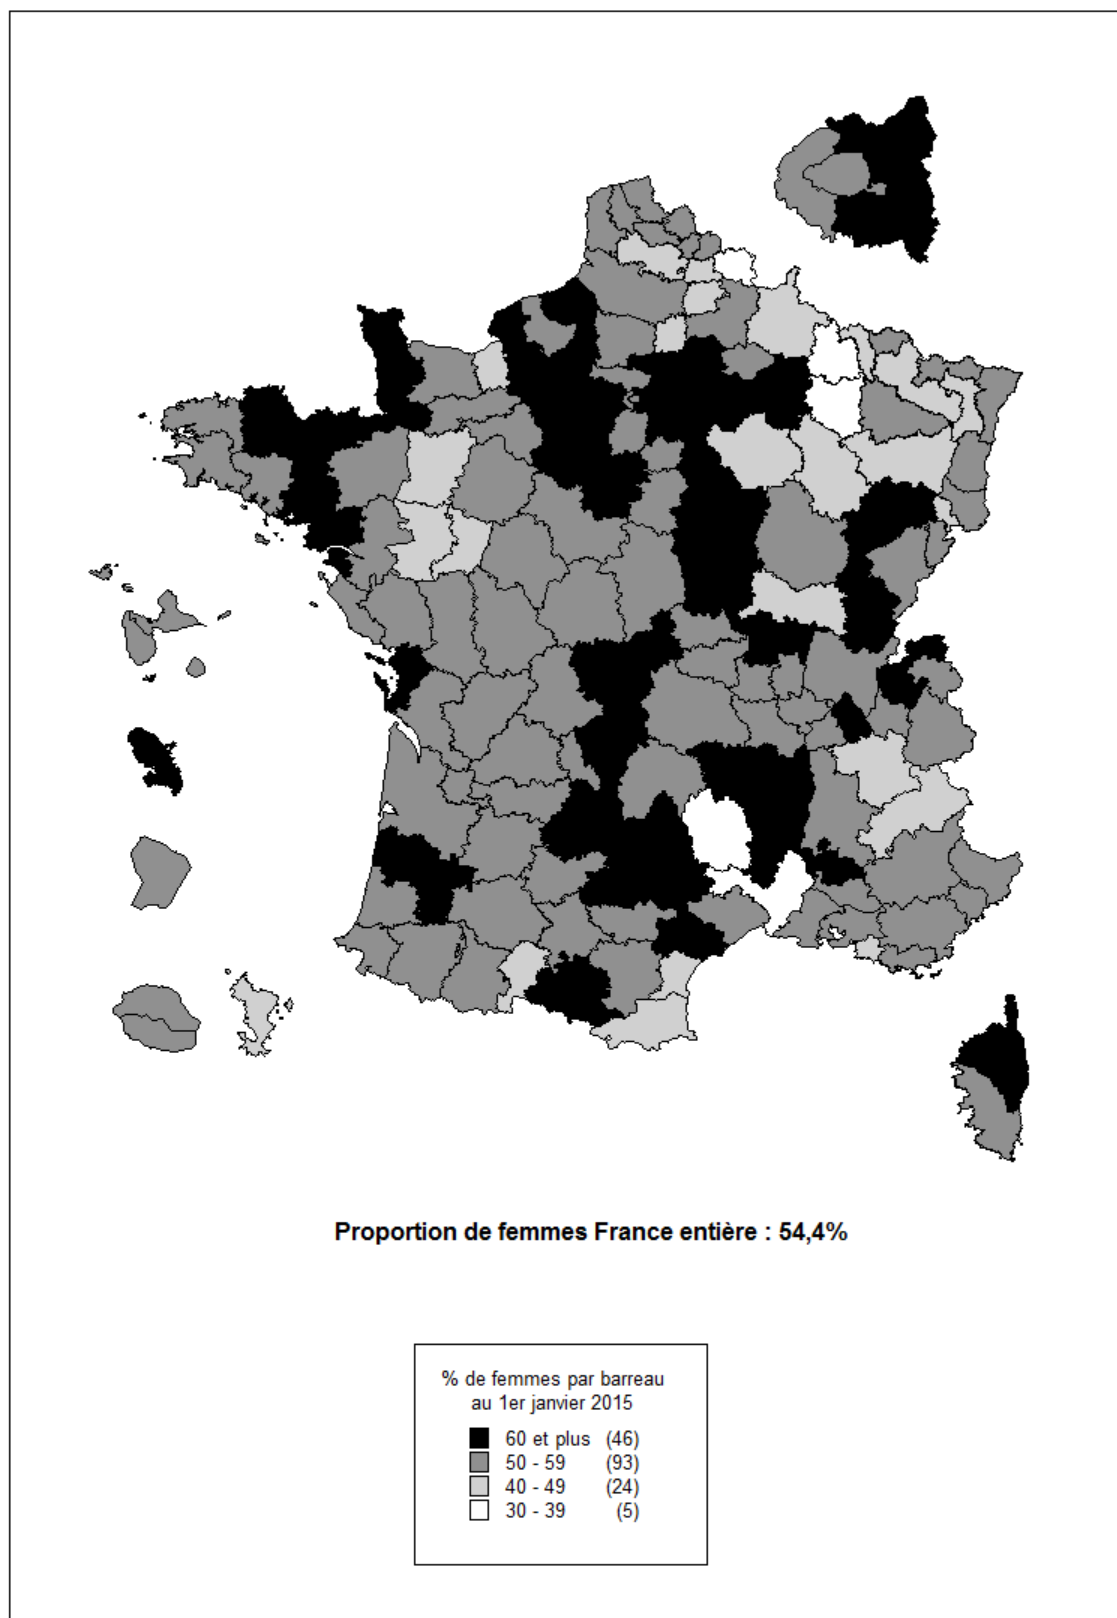 Proportion de femmes France entière : 54,4%
% de femmes par barreau
au 1er janvier 2015
60 et plus (46)
50 - 59 (93)
40 - 49 (24)
30 - 39 (5)